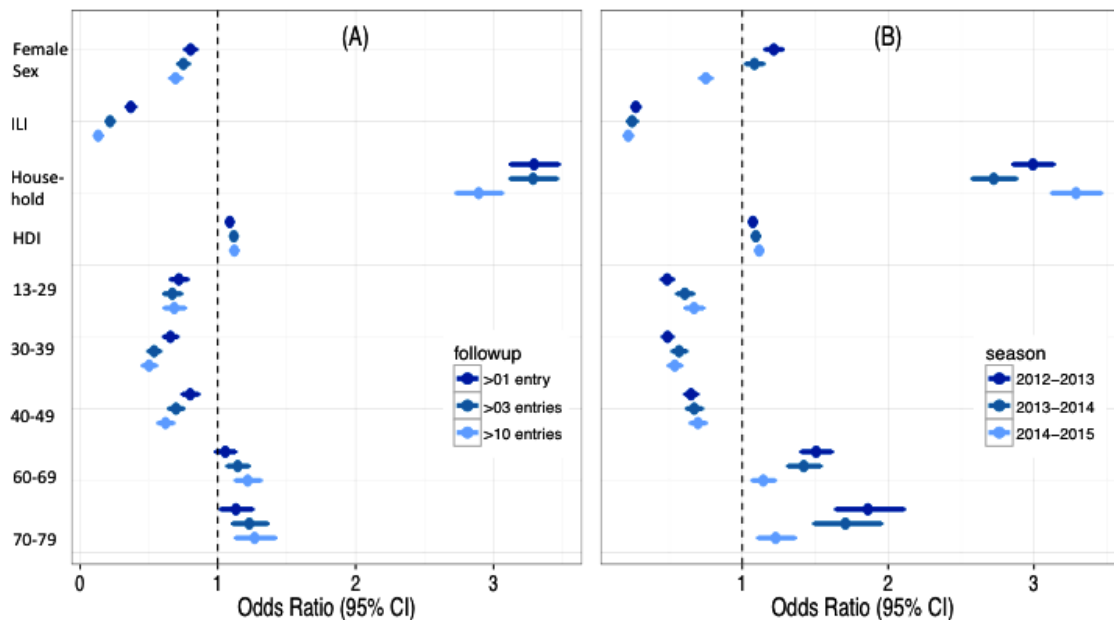 (A)
(B)
Female
Sex
ILI
House-
hold
HDI
13-29
30-39
40-49
60-69
70-79
followup
>01 entry
>03 entries
>10 entries
season
2012–2013
2013–2014
2014–2015
0 1 2 3
1 2 3
Odds Ratio (95% CI)
Odds Ratio (95% CI)